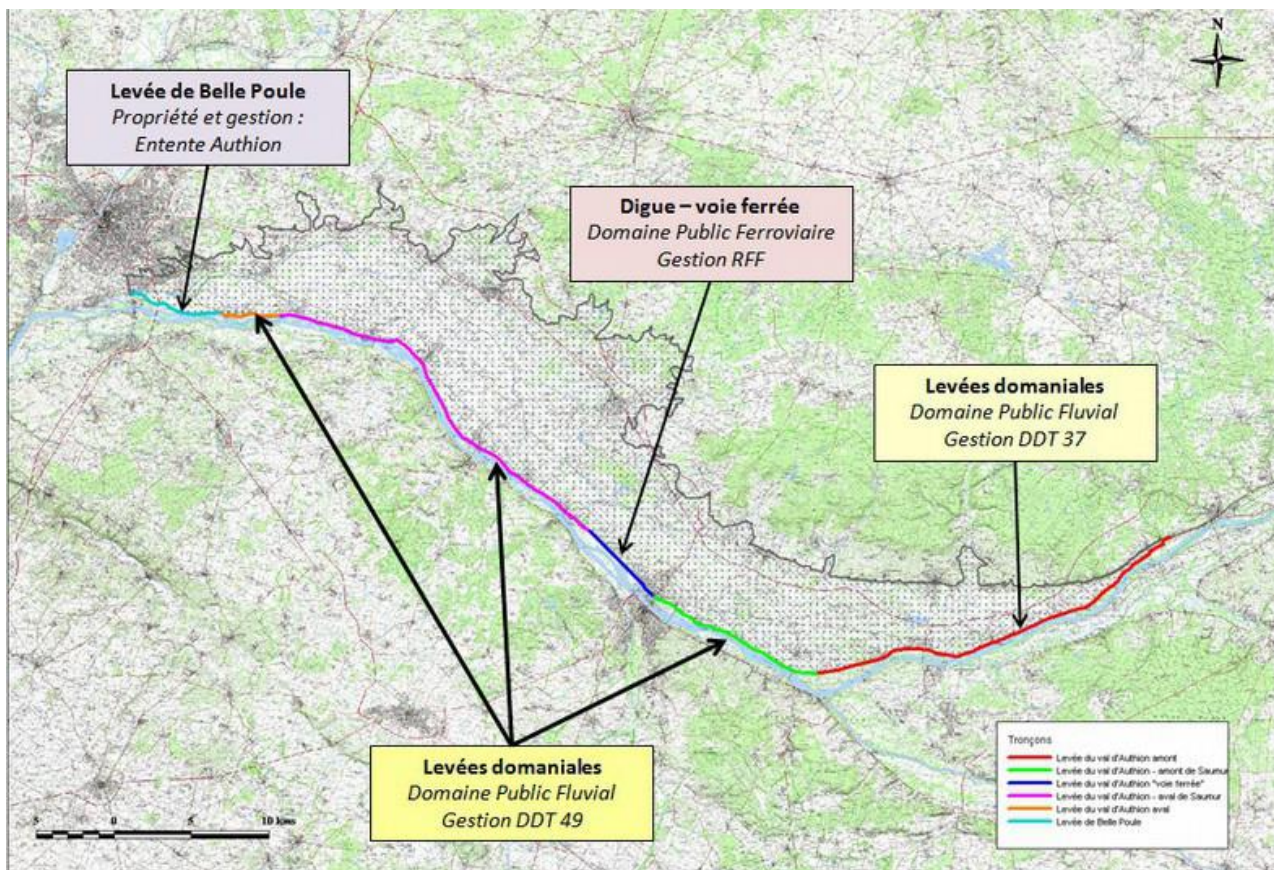 N
Levée de Belle Poule
Propriété et gestion :
Entente Authion
Digue – voie ferrée
Domaine Public Ferroviaire
Gestion RFF
Levées domaniales
Domaine Public Fluvial
Gestion DDT 37
Levées domaniales
Domaine Public Fluvial
Gestion DDT 49
Tronçons
Levée du val d'Authion amont
Levée du val d'Authion - amont de Saumur
Levée du val d'Authion "voie ferrée"
Levée du val d'Authion - aval de Saumur
Levée du val d'Authion aval
Levée de Belle Poule
5 0 5 10 kms